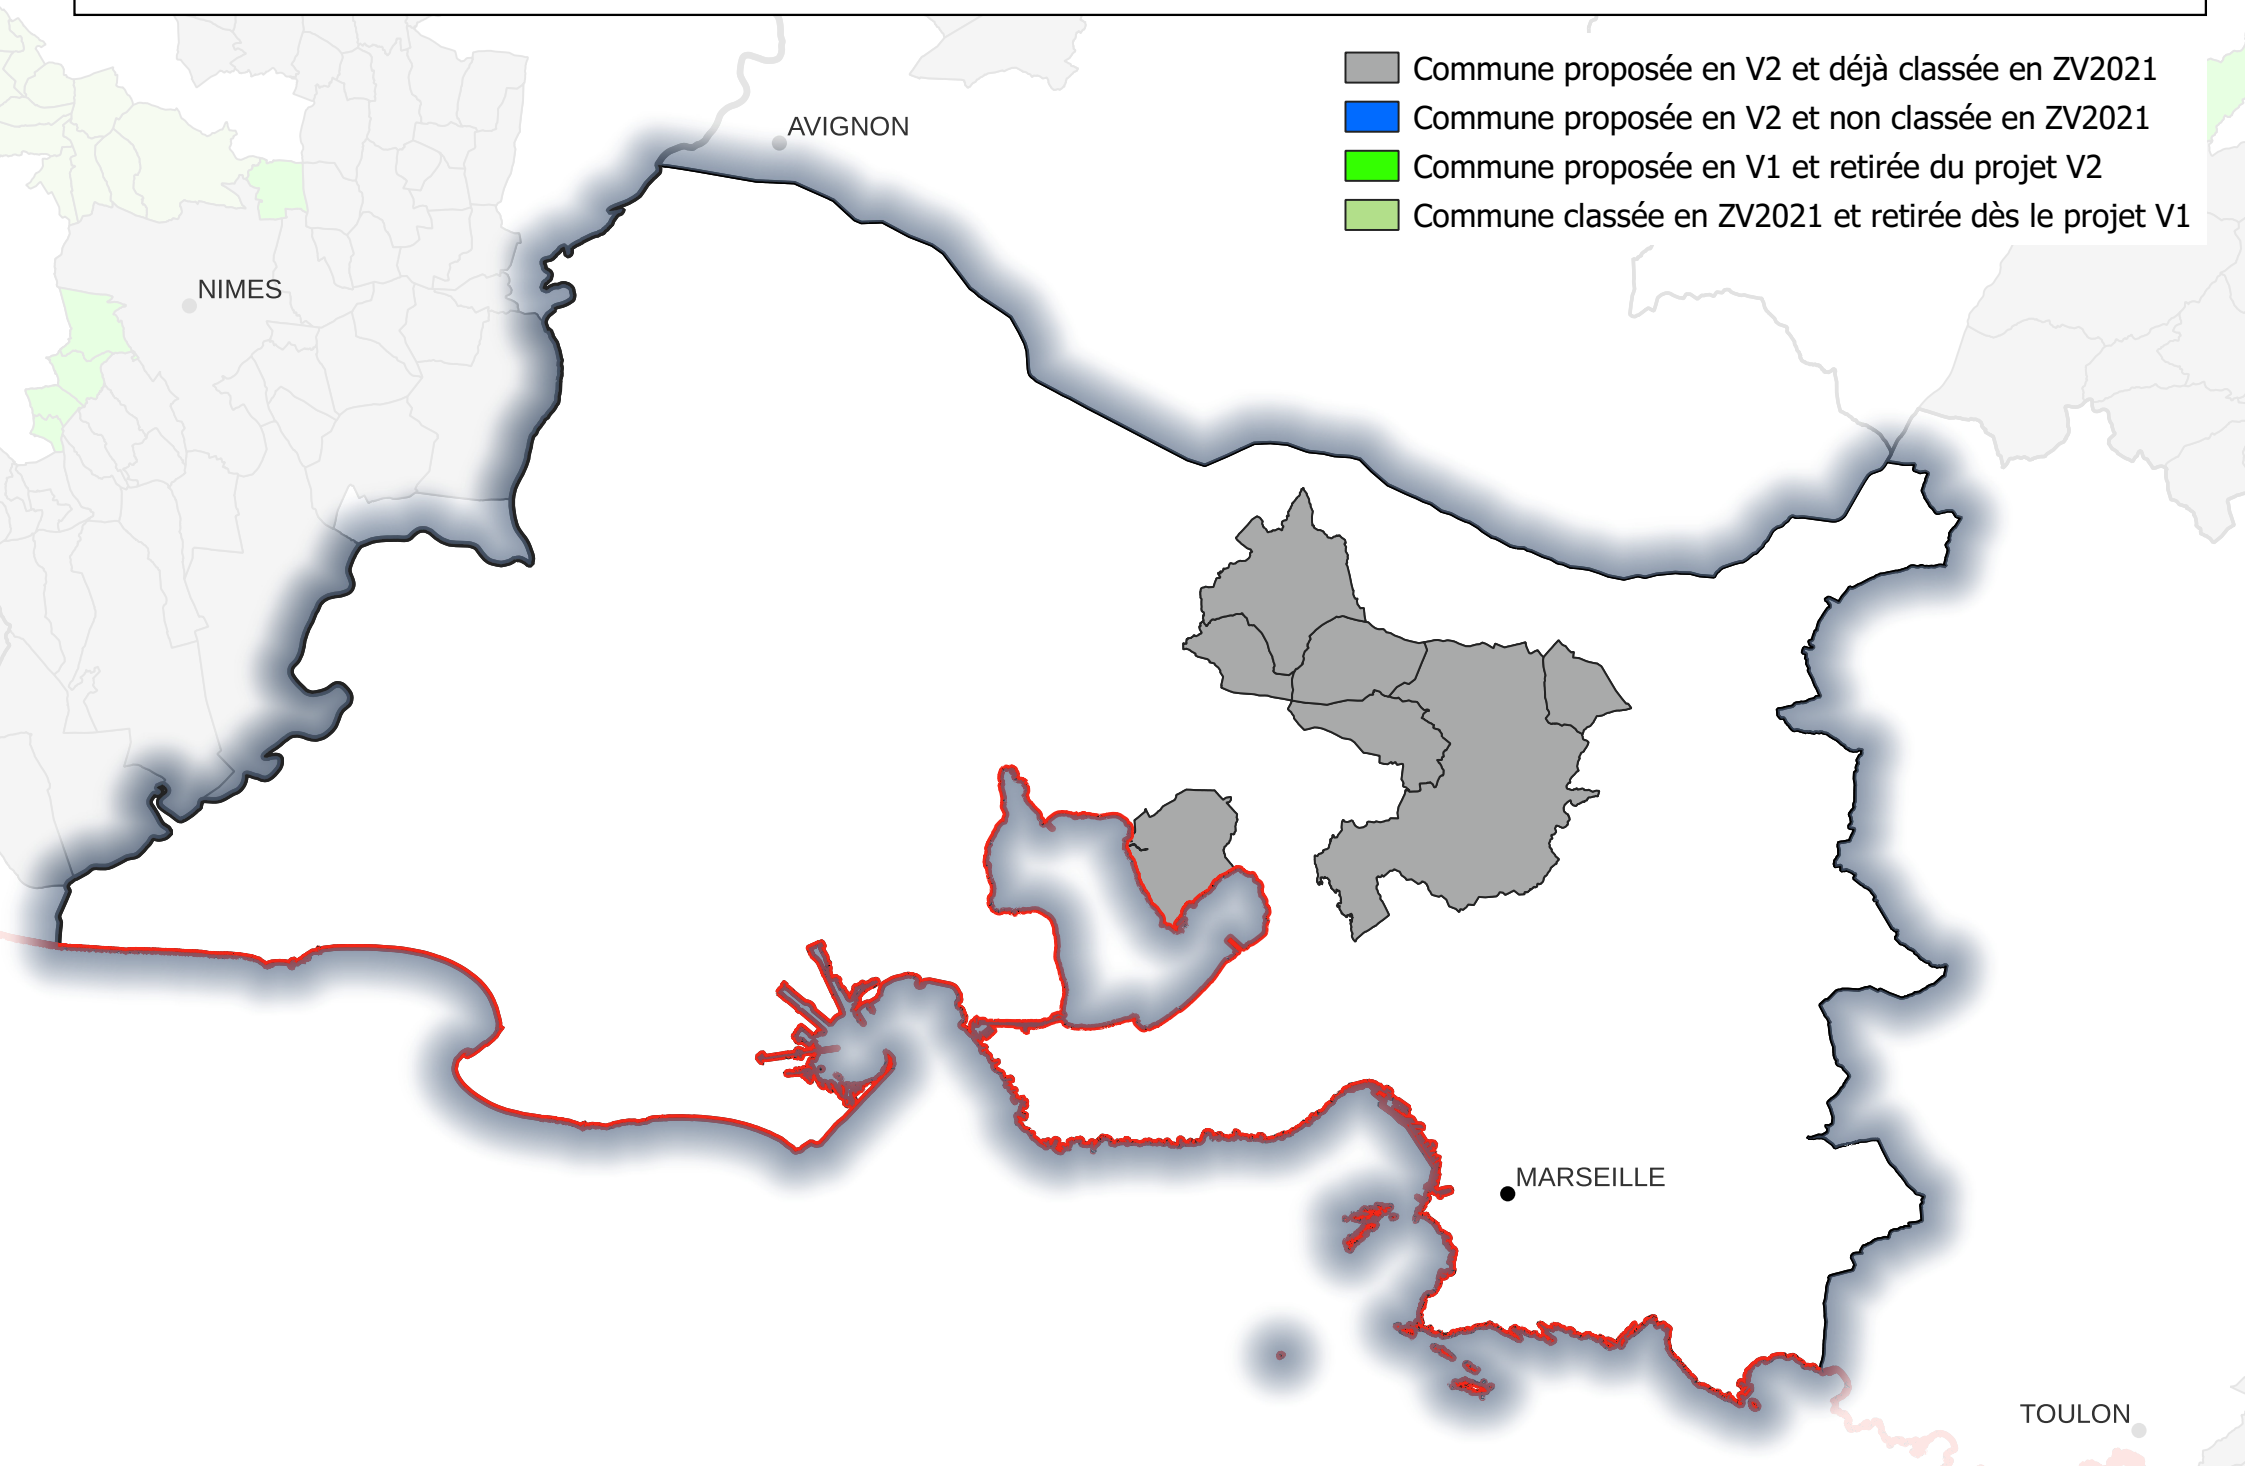 Commune proposée en V2 et déjà classée en ZV2021
Commune proposée en V2 et non classée en ZV2021
Commune proposée en V1 et retirée du projet V2
Commune classée en ZV2021 et retirée dès le projet V1
AVIGNON
NIMES
MARSEILLE
TOULON